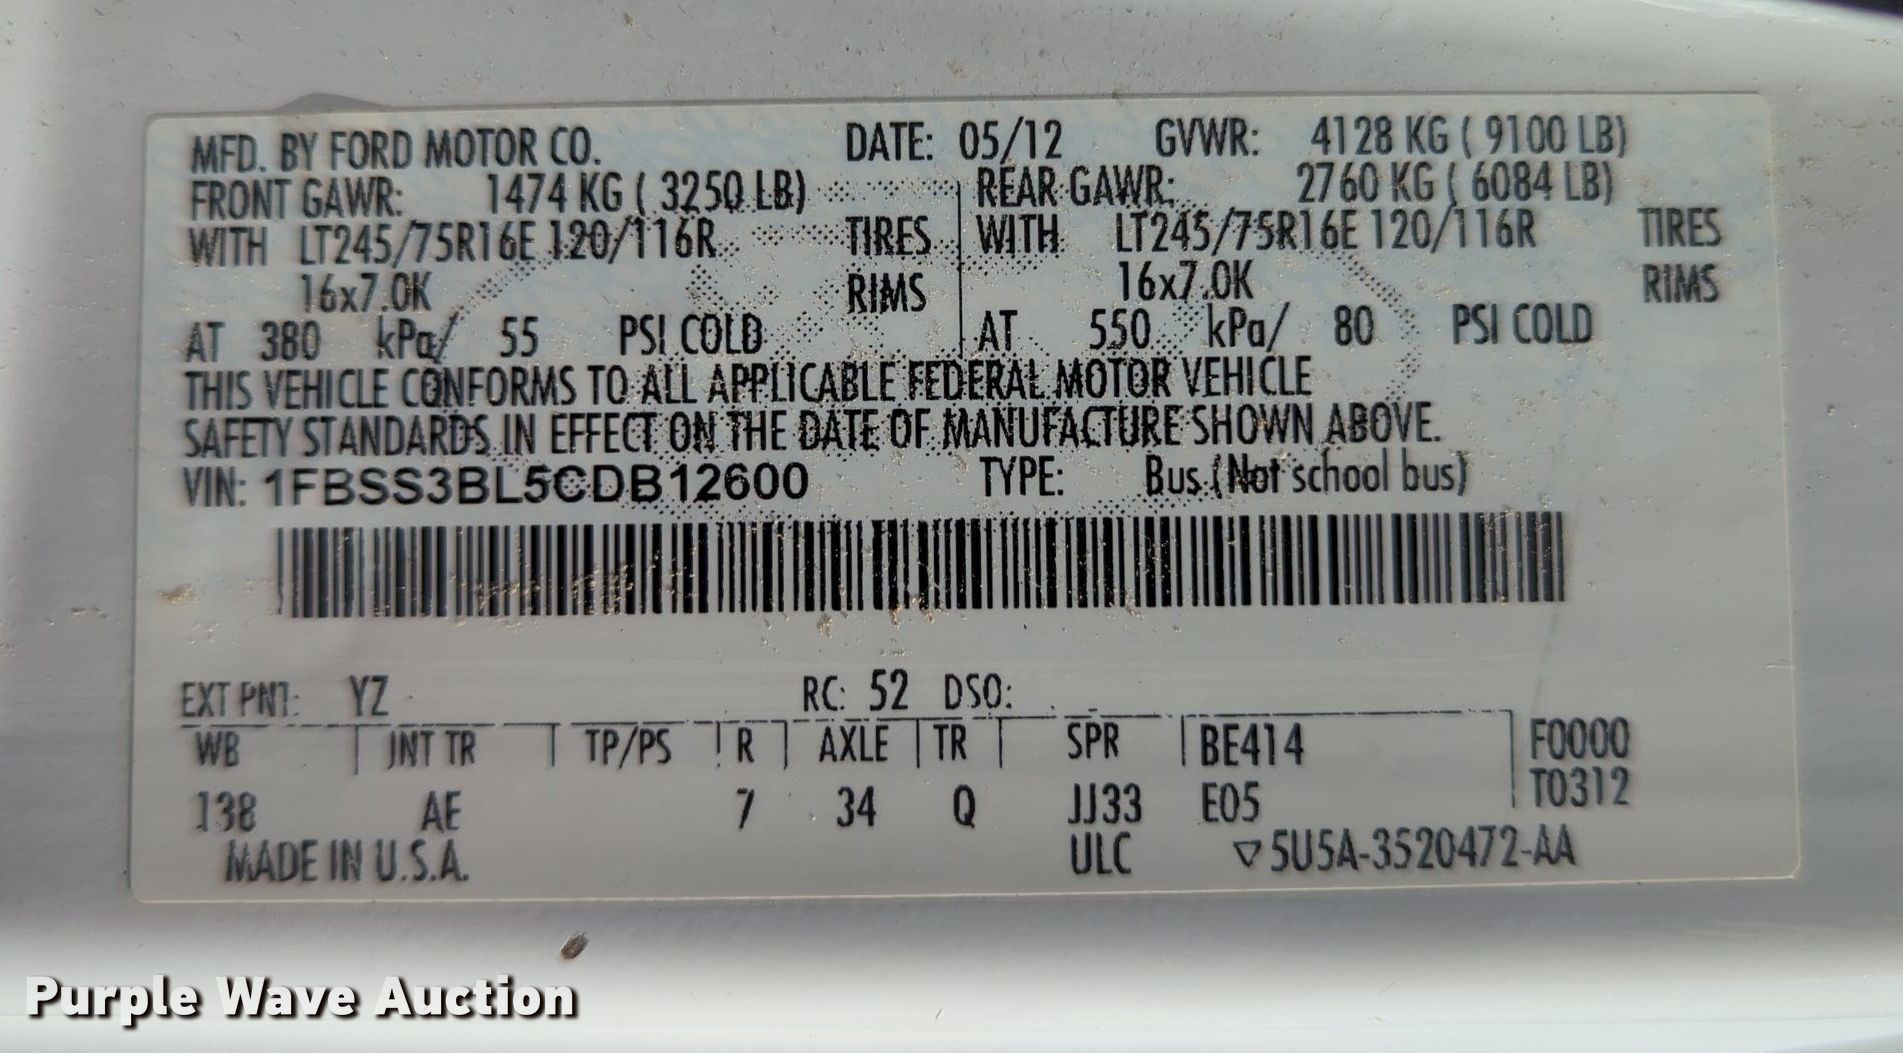 MFD. BY FORD MOTOR CO. DATE: 05/12 GVWR: 4128 KG ( 9100 LB)
FRONT GAWR: 1474 KG ( 3250 LB) REAR GAWR: 2760 KG ( 6084 LB)
WITH LT245/75R16E 120/116R TIRES WITH LT245/75R16E 120/116R TIRES
16x7.0K RIMS 16x7.0K RIMS
AT 380 kPa/ 55 PSI COLD AT 550 kPa/ 80 PSI COLD
THIS VEHICLE CONFORMS TO ALL APPLICABLE FEDERAL MOTOR VEHICLE
SAFETY STANDARDS IN EFFECT ON THE DATE OF MANUFACTURE SHOWN ABOVE.
VIN: 1FBSS3BL5CDB12600 TYPE: Bus (Not school bus)
EXT PNT: YZ RC: 52 DSO:
WB INT TR TP/PS R AXLE TR SPR BE414 F0000
T0312
138 AE 7 34 Q JJ33 E05
MADE IN U.S.A. ULC ▽5U5A-3520472-AA
Purple Wave Auction